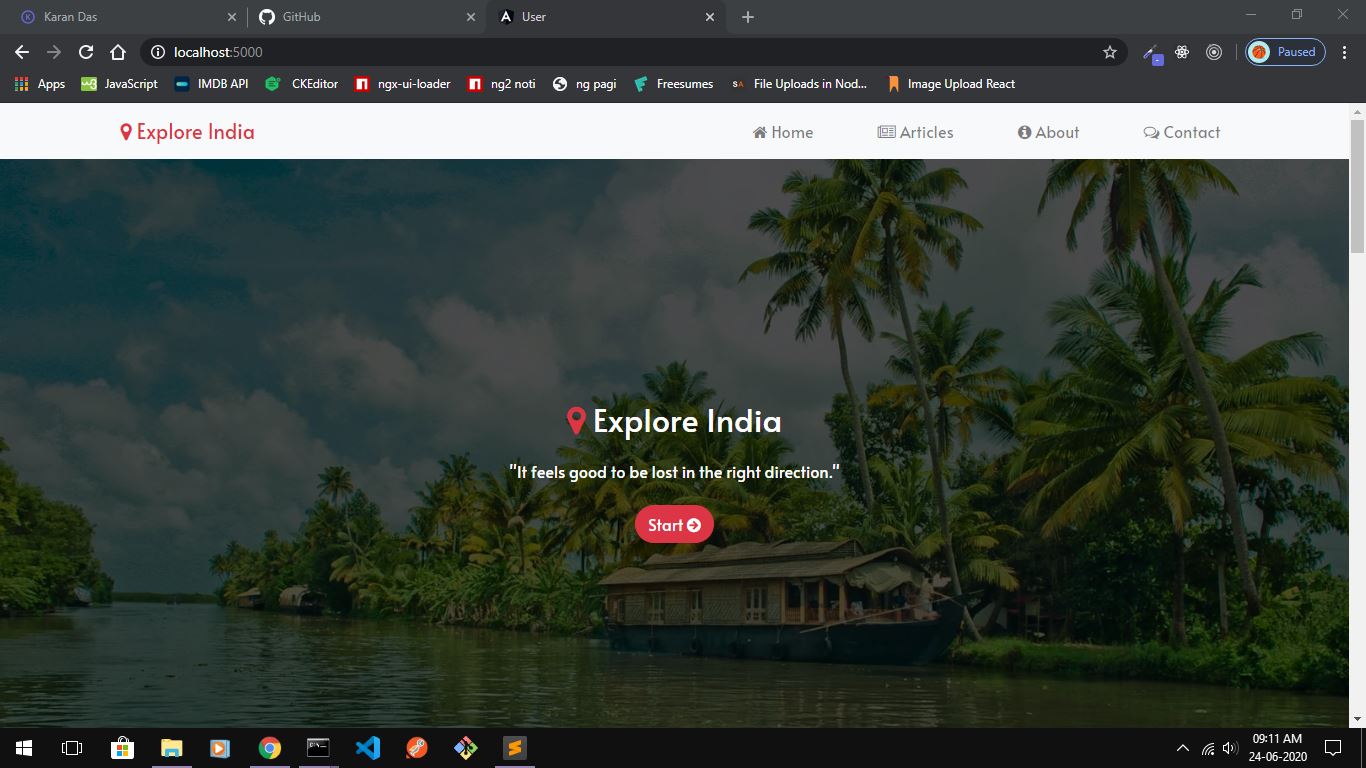 Karan Das
GitHub
User
localhost:5000
Paused
Apps
JavaScript
IMDB API
CKEditor
ngx-ui-loader
ng2 noti
ng pagi
Freesumes
File Uploads in Nod...
Image Upload React
Explore India
Home
Articles
About
Contact
Explore India
"It feels good to be lost in the right direction."
Start
09:11 AM
24-06-2020